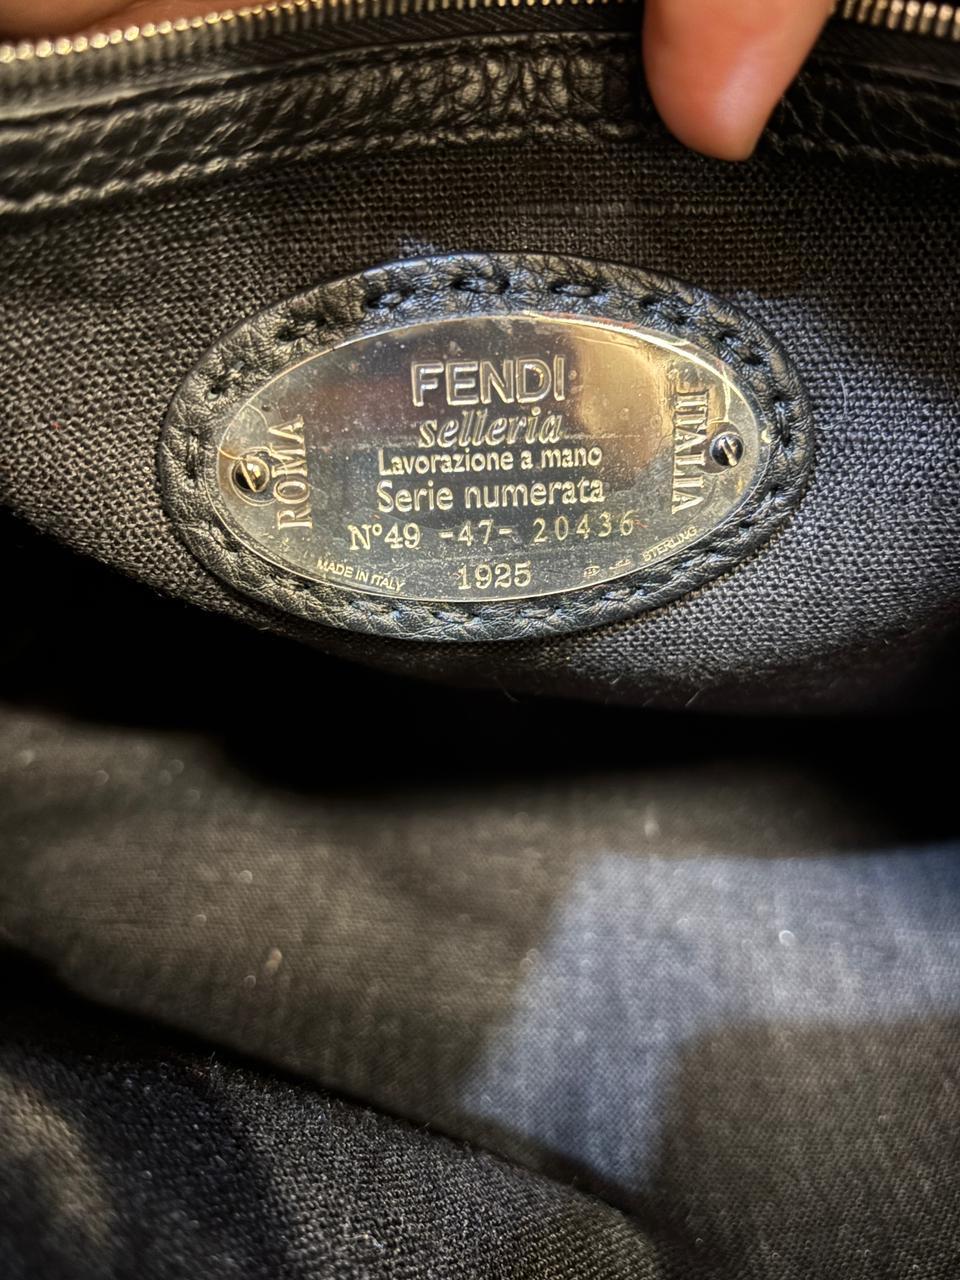 FENDI
selleria
Lavorazione a mano
Serie numerata
N°49 -47- 20436
1925
ROMA
ITALIA
MADE IN ITALY
STERLING